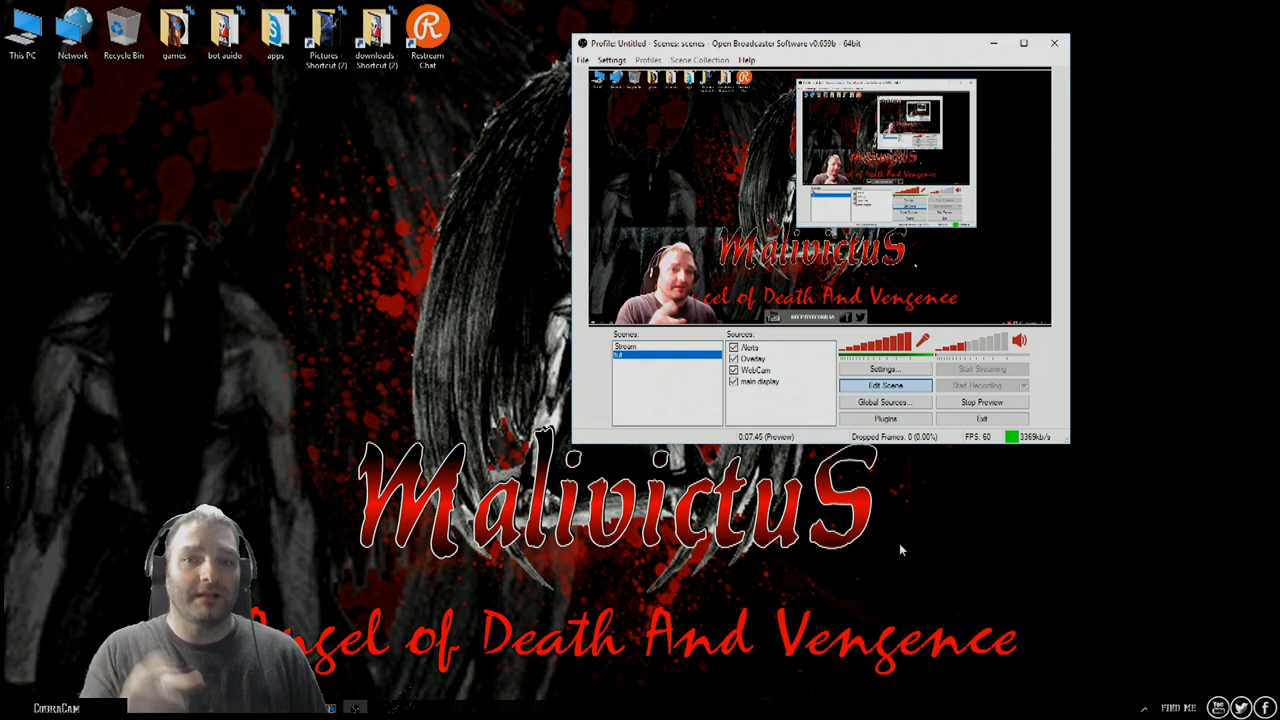 This PC
Network
Recycle Bin
games
bot auido
apps
Pictures - Shortcut (2)
downloads - Shortcut (2)
Restream Chat
Profile: Untitled - Scenes: scenes - Open Broadcaster Software v0.659b - 64bit
File Settings Profiles Scene Collection Help
MalivictuS
Angel of Death And Vengence
Scenes:
Stream
tut
Sources:
Alerts
Overlay
WebCam
main display
Settings...
Start Streaming
Edit Scene
Start Recording
Global Sources...
Stop Preview
Plugins
Exit
0:07:45 (Preview)
Dropped Frames: 0 (0.00%)
FPS: 60
3369kb/s
MalivictuS
Angel of Death And Vengence
CobraCam
FIND ME